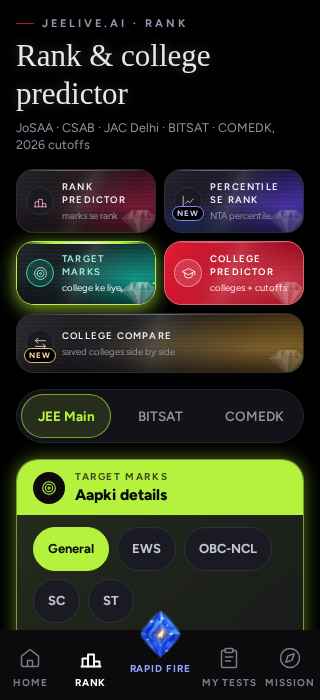 JEELIVE.AI · RANK
Rank & college
predictor
JoSAA · CSAB · JAC Delhi · BITSAT · COMEDK,
2026 cutoffs
RANK
PREDICTOR
marks se rank
PERCENTILE
SE RANK
NEW
NTA percentile
TARGET
MARKS
college ke liye
COLLEGE
PREDICTOR
colleges + cutoffs
COLLEGE COMPARE
NEW
saved colleges side by side
JEE Main
BITSAT
COMEDK
TARGET MARKS
Aapki details
General
EWS
OBC-NCL
SC
ST
HOME
RANK
RAPID FIRE
MY TESTS
MISSION